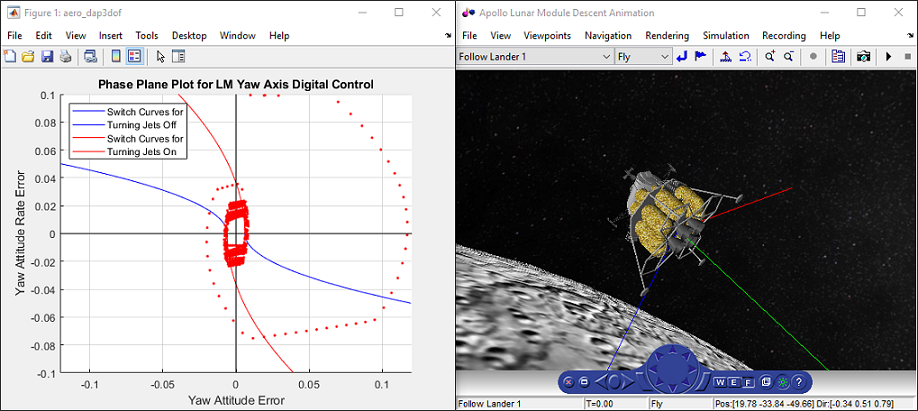 Figure 1: aero_dap3dof
File Edit View Insert Tools Desktop Window Help
Phase Plane Plot for LM Yaw Axis Digital Control
Switch Curves for
Turning Jets Off
Switch Curves for
Turning Jets On
0.1
0.08
0.06
0.04
0.02
0
-0.02
-0.04
-0.06
-0.08
-0.1
Yaw Attitude Rate Error
-0.1 -0.05 0 0.05 0.1
Yaw Attitude Error
Apollo Lunar Module Descent Animation
File View Viewpoints Navigation Rendering Simulation Recording Help
Follow Lander 1 Fly
W E F ?
Follow Lander 1 T=0.00 Fly Pos:[19.78 -33.84 -49.66] Dir:[-0.34 0.51 0.79]